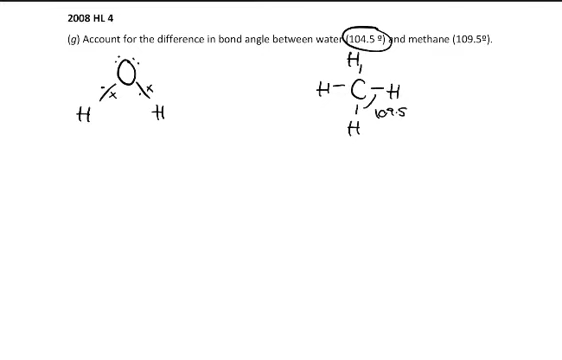 2008 HL 4
(g) Account for the difference in bond angle between water (104.5 º) and methane (109.5º).
O
H H
H
H-C-H
109.5
H